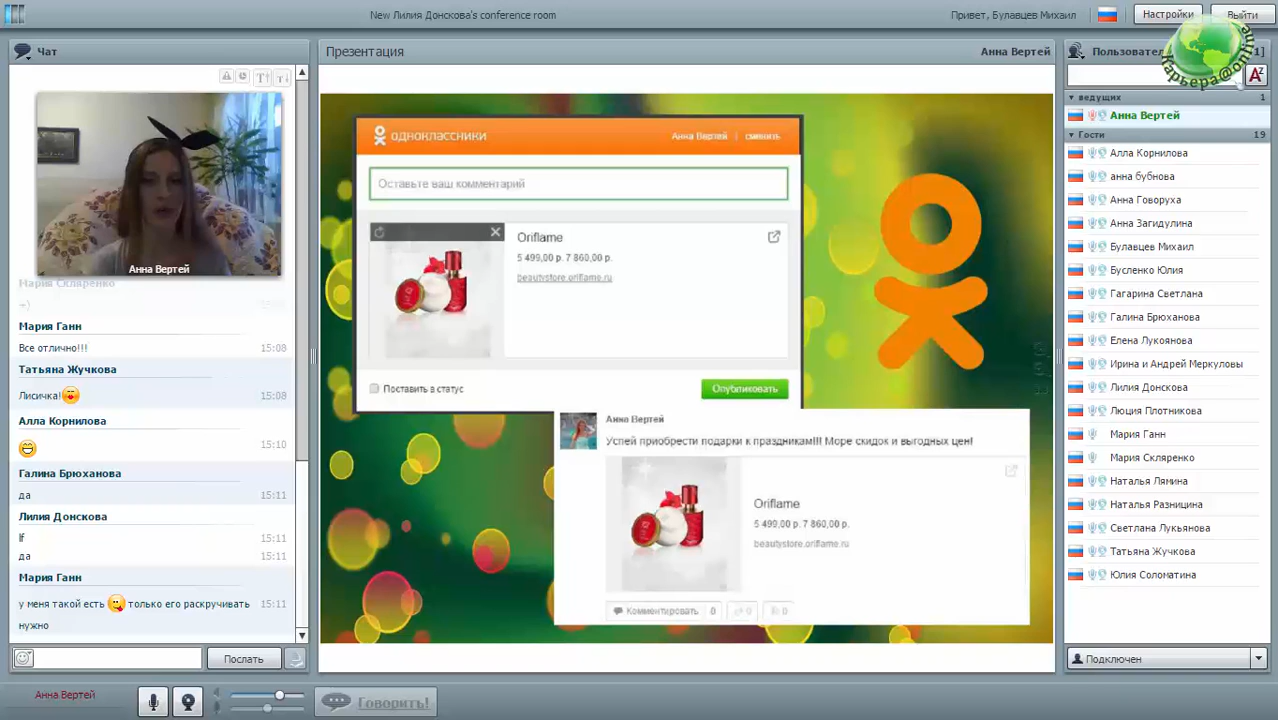 New Лилия Донскова's conference room
Привет, Булавцев Михаил
Настройки
Выйти
Чат
Анна Вертей
Мария Скляренко
=)
Мария Ганн
Все отлично!!!
15:08
Татьяна Жучкова
Лисичка!
15:08
Алла Корнилова
15:10
Галина Брюханова
да
15:11
Лилия Донскова
lf
15:11
да
15:11
Мария Ганн
у меня такой есть только его раскручивать
15:11
нужно
Послать
Презентация
Анна Вертей
одноклассники
Анна Вертей | сменить
Оставьте ваш комментарий
Oriflame
5 499,00 р. 7 860,00 р.
beautystore.oriflame.ru
Поставить в статус
Опубликовать
Анна Вертей
Успей приобрести подарки к праздникам!!! Море скидок и выгодных цен!
Oriflame
5 499,00 р. 7 860,00 р.
beautystore.oriflame.ru
Комментировать 0
0
0
Карьера@online
ведущих 1
Анна Вертей
Гости 19
Алла Корнилова
анна бубнова
Анна Говоруха
Анна Загидулина
Булавцев Михаил
Бусленко Юлия
Гагарина Светлана
Галина Брюханова
Елена Лукоянова
Ирина и Андрей Меркуловы
Лилия Донскова
Люция Плотникова
Мария Ганн
Мария Скляренко
Наталья Лямина
Наталья Разницина
Светлана Лукьянова
Татьяна Жучкова
Юлия Соломатина
Подключен
Анна Вертей
Говорить!